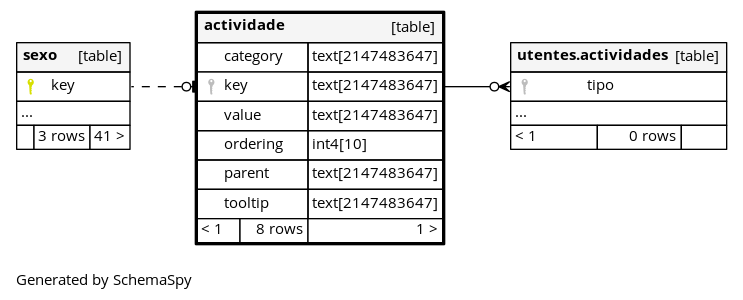 sexo [table]
key
...
3 rows 41 >
actividade [table]
category text[2147483647]
key text[2147483647]
value text[2147483647]
ordering int4[10]
parent text[2147483647]
tooltip text[2147483647]
< 1 8 rows 1 >
utentes.actividades [table]
tipo
...
< 1 0 rows
Generated by SchemaSpy